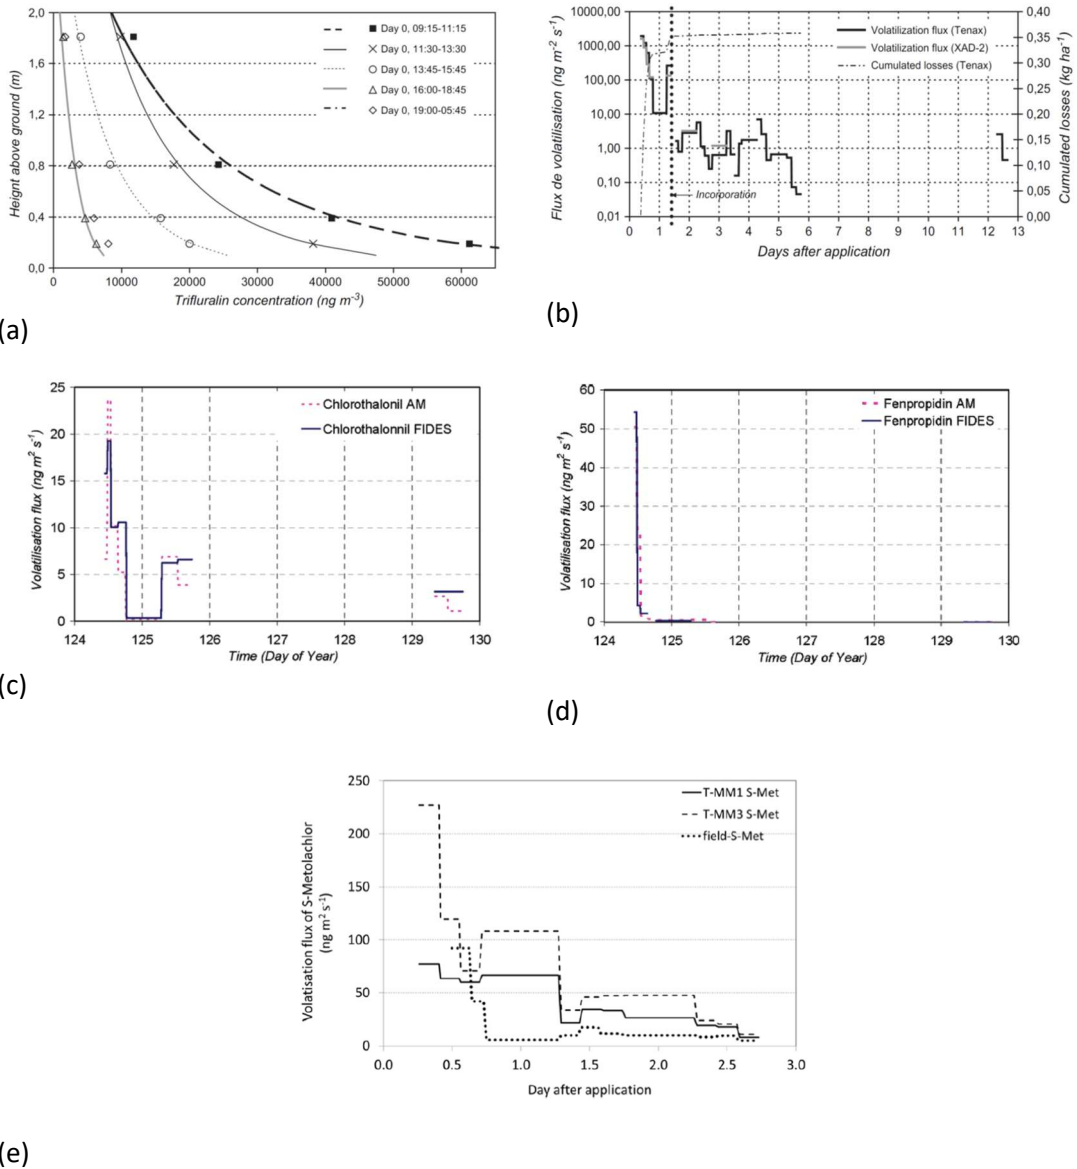 2,0
1,6
1,2
0,8
0,4
0,0
Heignt above ground (m)
Day 0, 09:15-11:15
Day 0, 11:30-13:30
Day 0, 13:45-15:45
Day 0, 16:00-18:45
Day 0, 19:00-05:45
0 10000 20000 30000 40000 50000 60000
Trifluralin concentration (ng m-3)
(a)
10000,00
1000,00
100,00
10,00
1,00
0,10
0,01
Flux de volatilisation (ng m-2 s-1)
Volatilization flux (Tenax)
Volatilization flux (XAD-2)
Cumulated losses (Tenax)
Incorporation
0,40
0,35
0,30
0,25
0,20
0,15
0,10
0,05
0,00
Cumulated losses (kg ha-1)
0 1 2 3 4 5 6 7 8 9 10 11 12 13
Days after application
(b)
25
20
15
10
5
0
Volatilisation flux (ng m2 s-1)
Chlorothalonil AM
Chlorothalonnil FIDES
124 125 126 127 128 129 130
Time (Day of Year)
(c)
60
50
40
30
20
10
0
Volatilisation flux (ng m2 s-1)
Fenpropidin AM
Fenpropidin FIDES
124 125 126 127 128 129 130
Time (Day of Year)
(d)
250
200
150
100
50
0
Volatisation flux of S-Metolachlor
(ng m2 s-1)
T-MM1 S-Met
T-MM3 S-Met
field-S-Met
0.0 0.5 1.0 1.5 2.0 2.5 3.0
Day after application
(e)